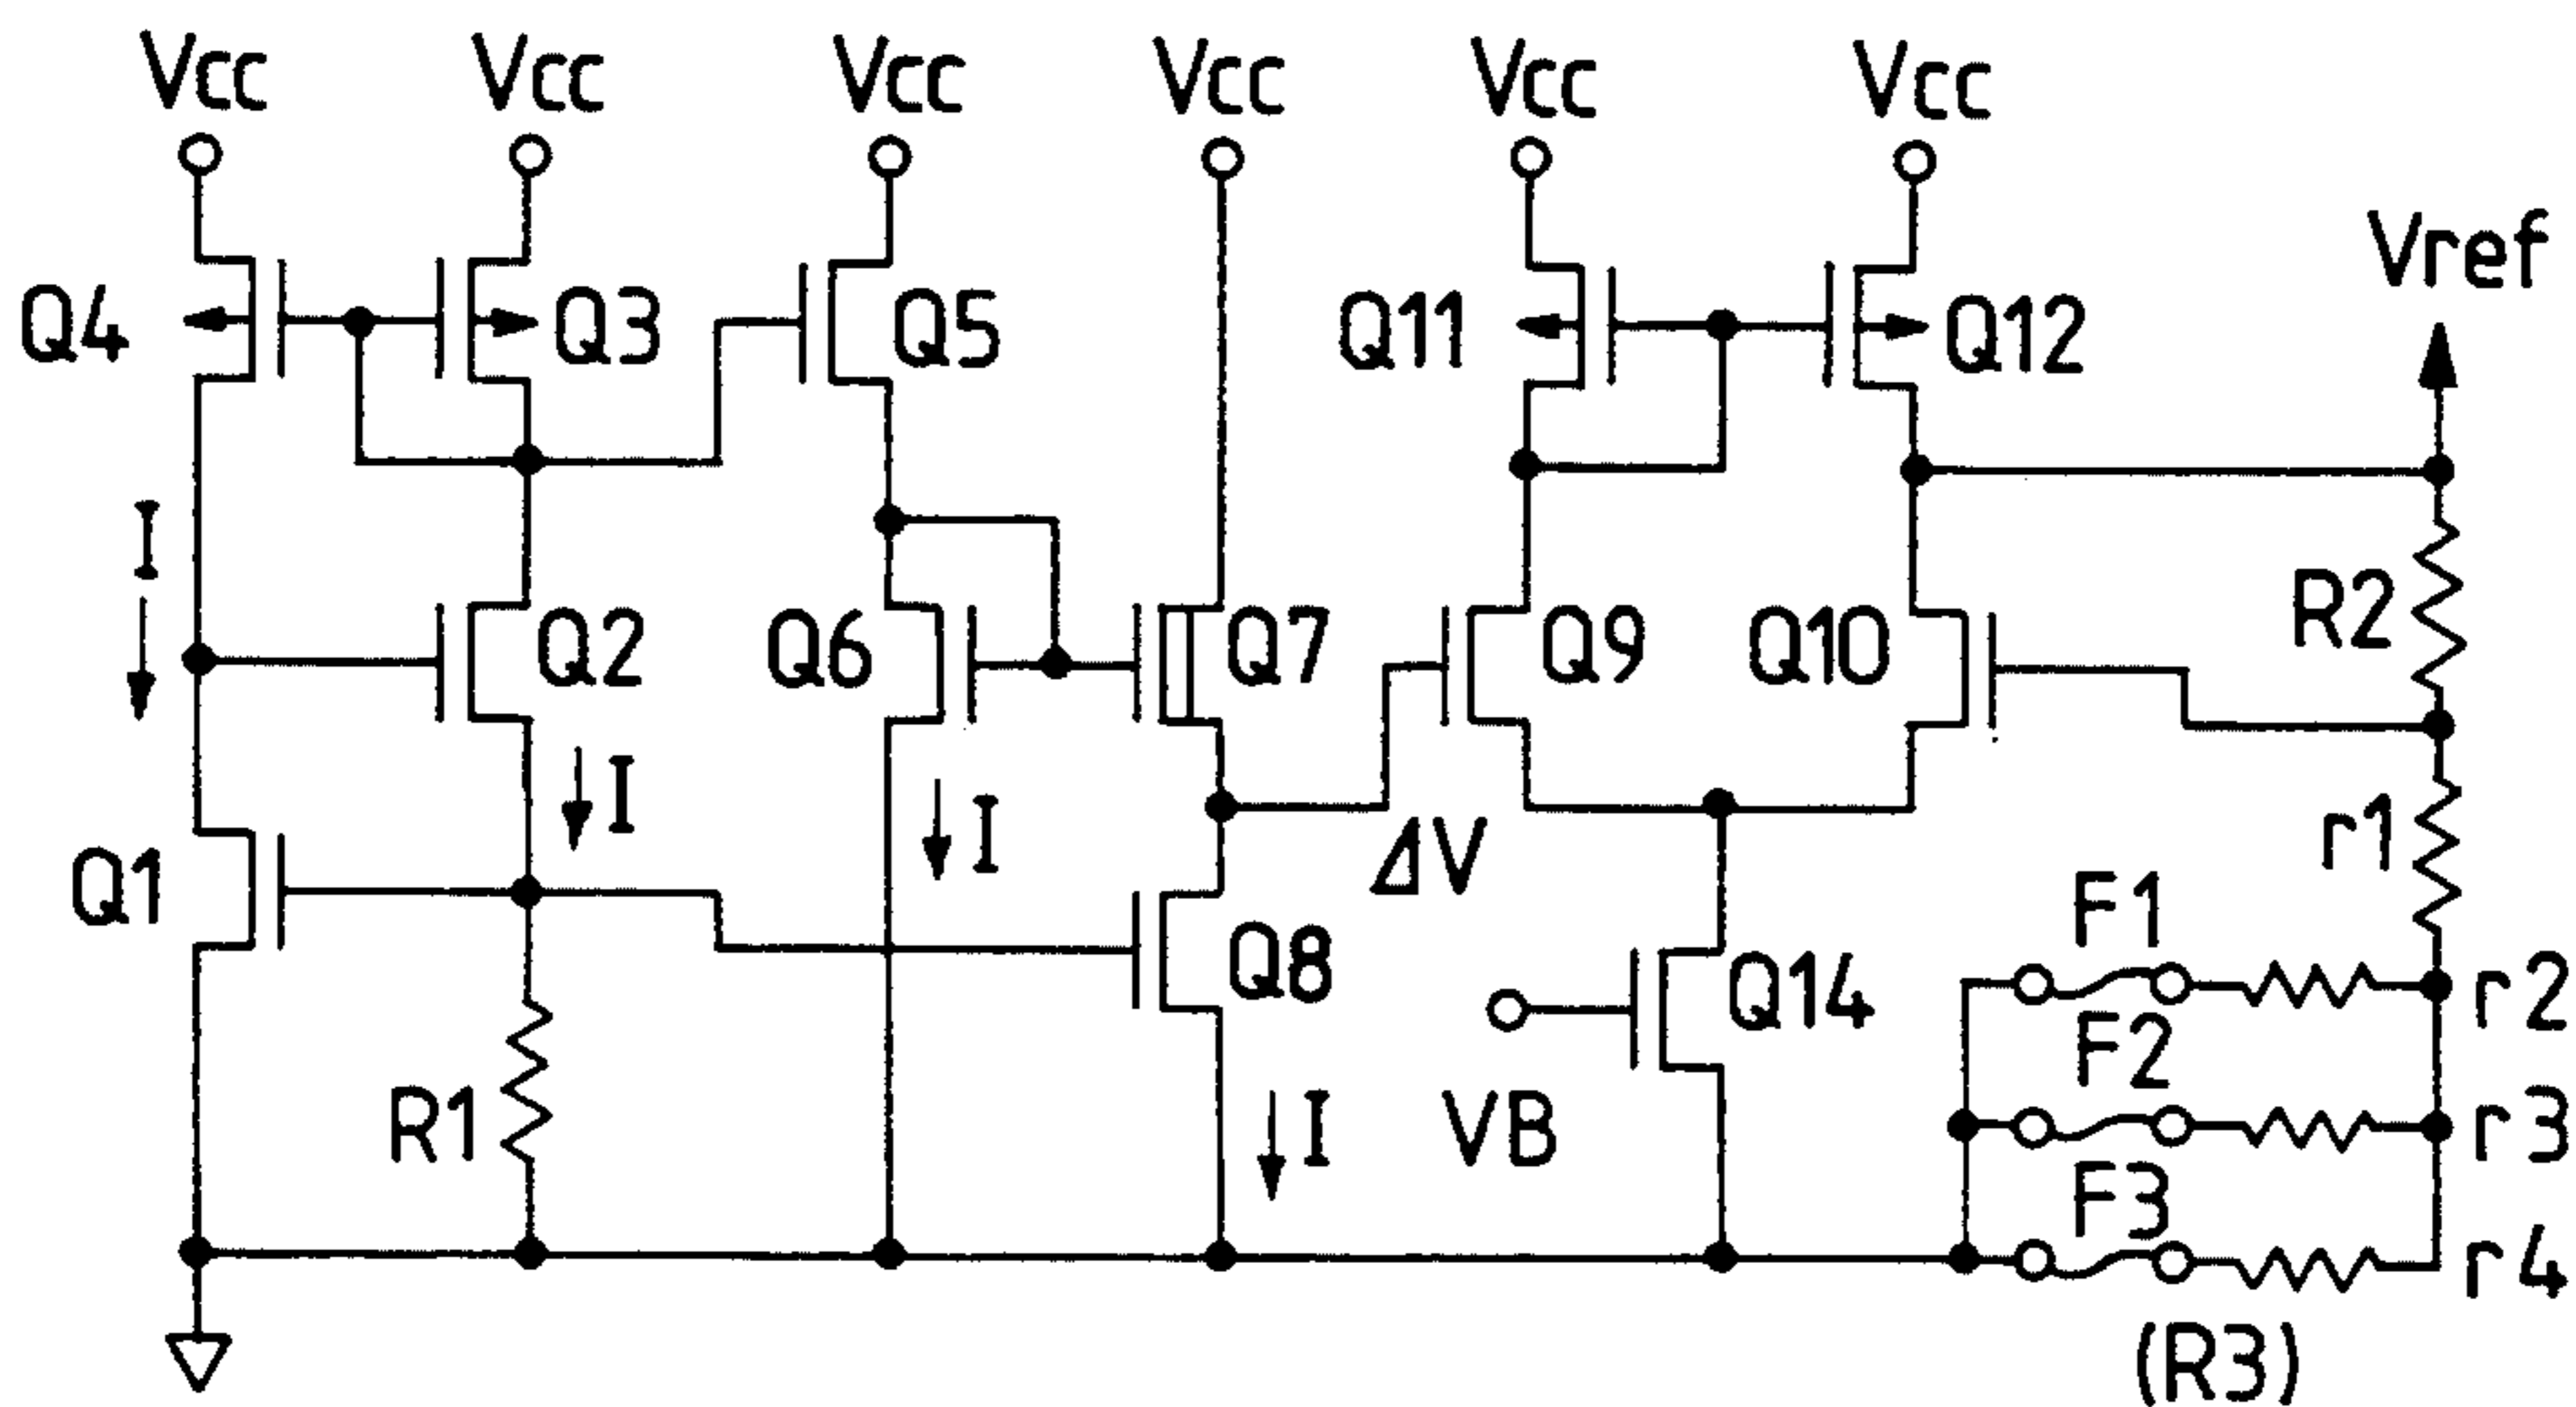 Vcc Vcc Vcc Vcc Vcc Vcc
Vref
Q4 Q3 Q5 Q11 Q12
I
Q2 Q6 Q7 Q9 Q10 R2
I I
Q1 ΔV r1
F1
Q8 Q14 r2
F2
R1 I VB r3
F3
r4
(R3)